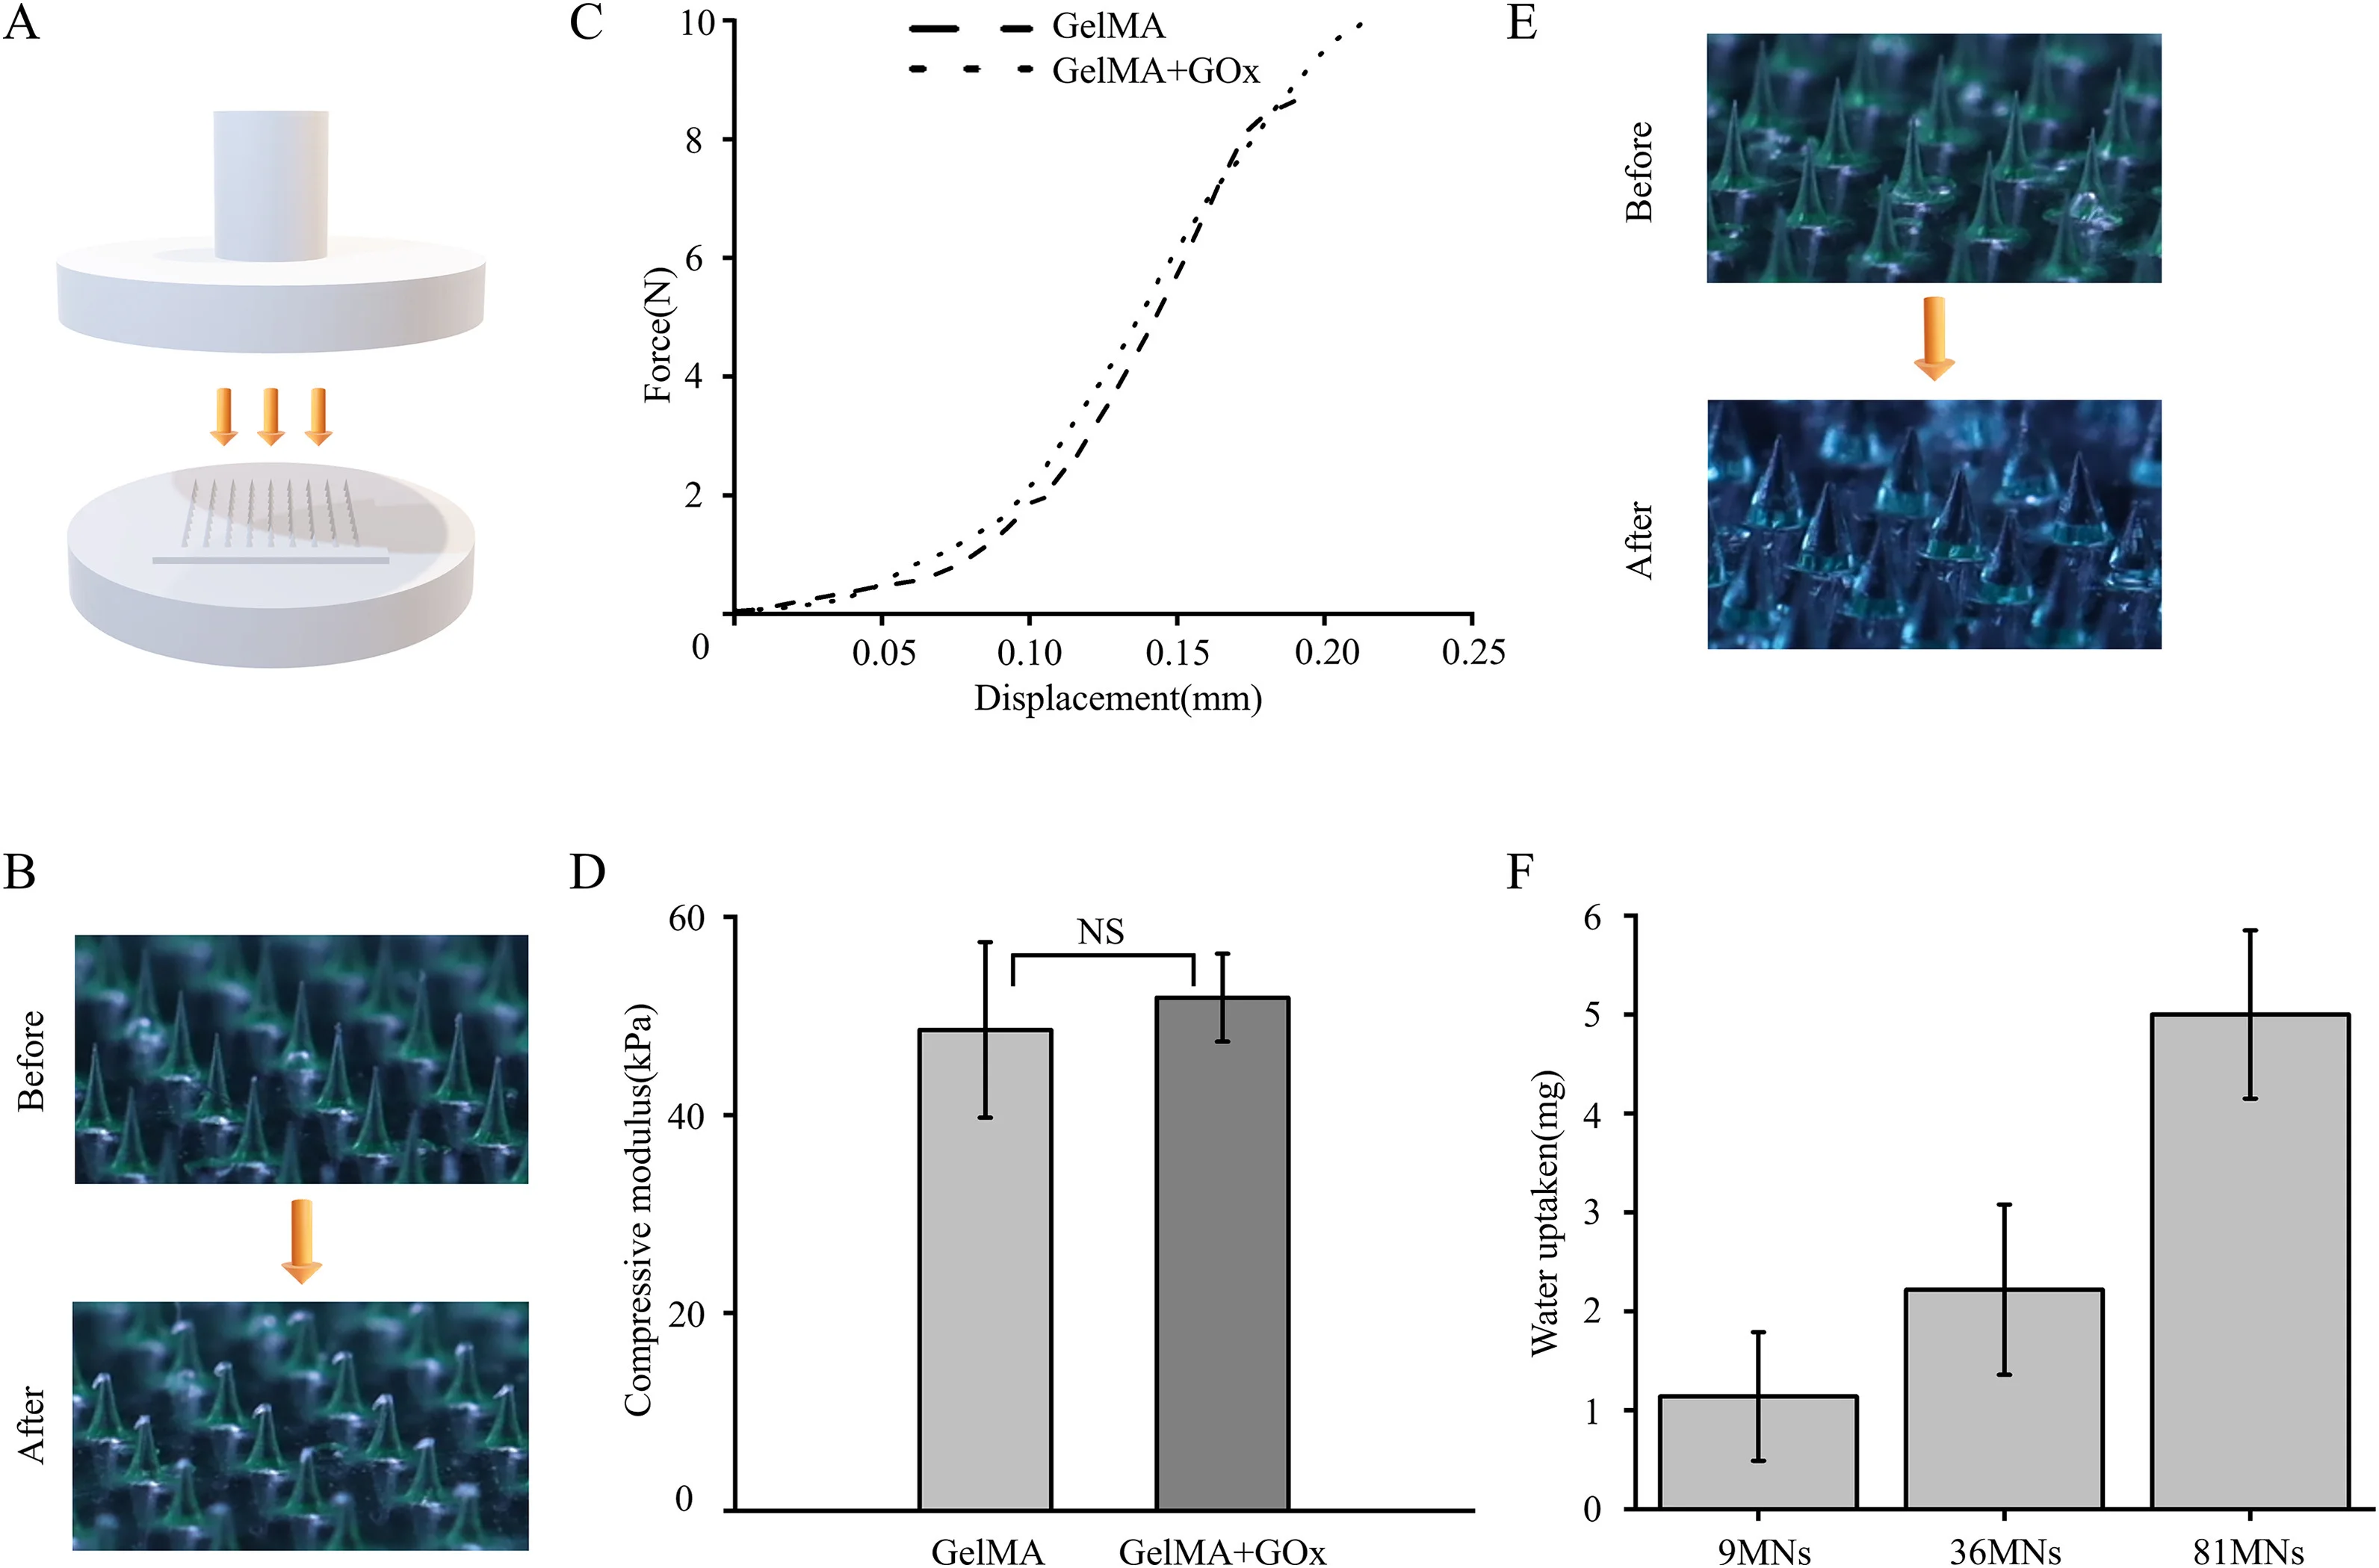 A
B
Before
After
C
10
8
6
4
2
0
0.05
0.10
0.15
0.20
0.25
Force(N)
Displacement(mm)
GelMA
GelMA+GOx
D
60
40
20
0
Compressive modulus(kPa)
NS
GelMA
GelMA+GOx
E
Before
After
F
6
5
4
3
2
1
0
Water uptaken(mg)
9MNs
36MNs
81MNs